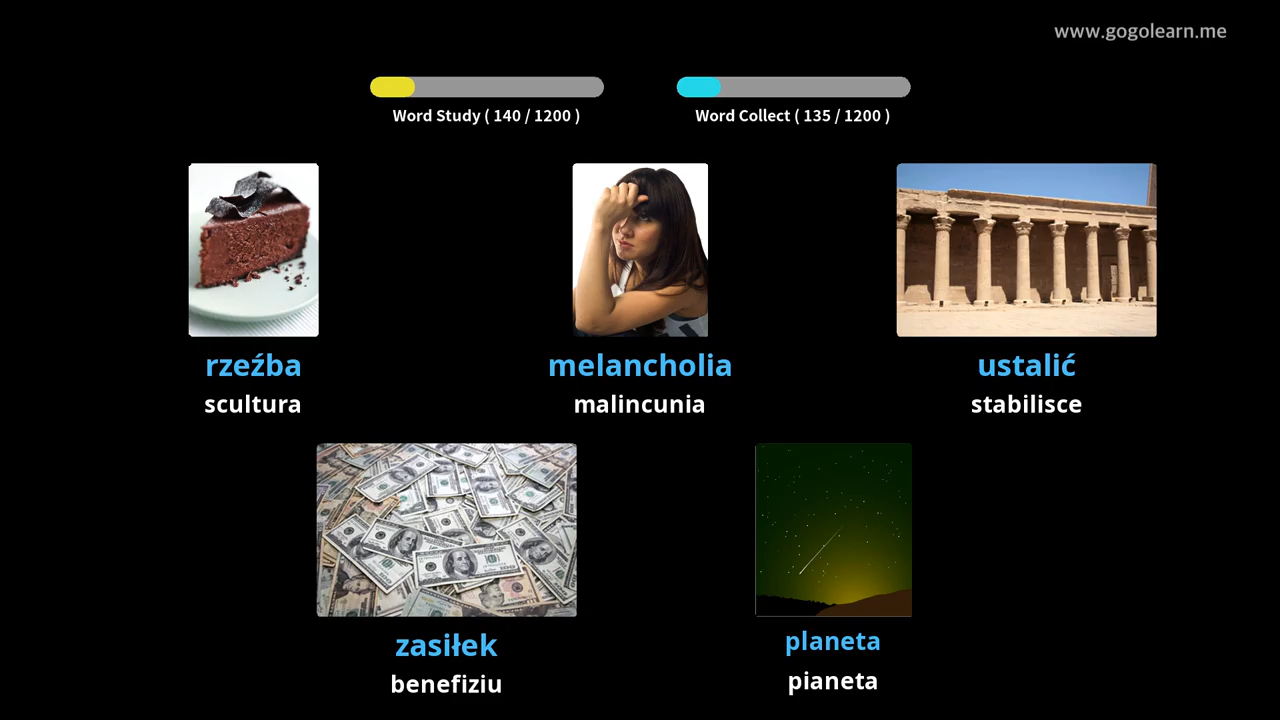 www.gogolearn.me
Word Study ( 140 / 1200 )
Word Collect ( 135 / 1200 )
rzeźba
scultura
melancholia
malincunia
ustalić
stabilisce
zasiłek
benefiziu
planeta
pianeta